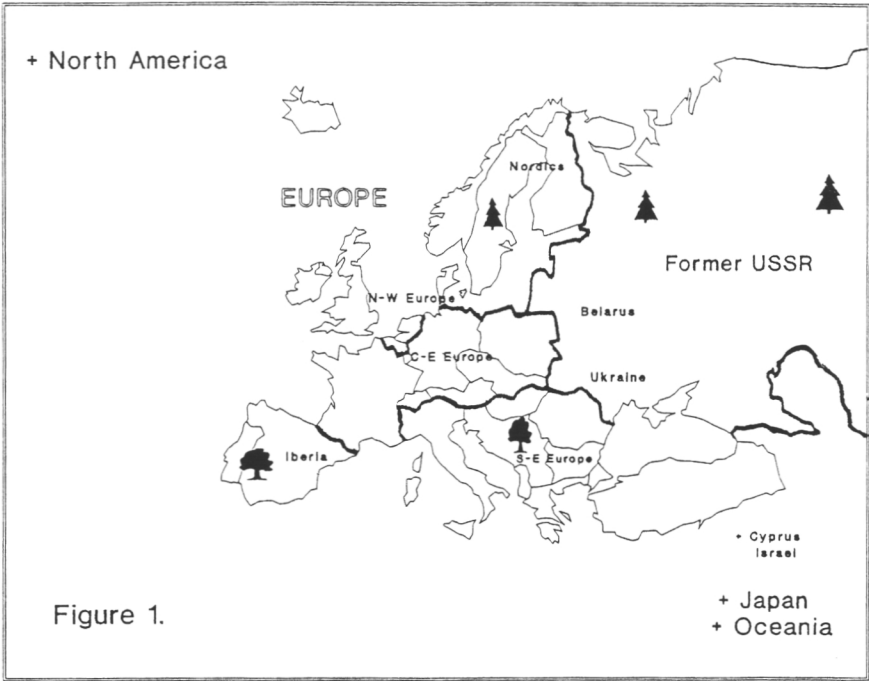 + North America
Nordics
EUROPE
Former USSR
N-W Europe
Belarus
C-E Europe
Ukraine
Iberia
S-E Europe
+ Cyprus
Israel
+ Japan
+ Oceania
Figure 1.